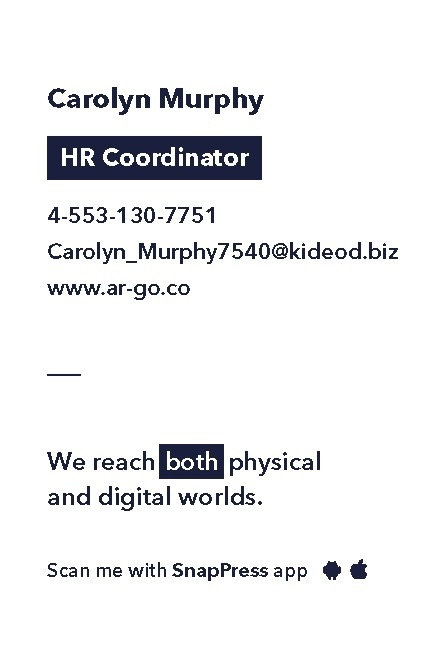 Carolyn Murphy
HR Coordinator
4-553-130-7751
Carolyn_Murphy7540@kideod.biz
www.ar-go.co
We reach both physical
and digital worlds.
Scan me with SnapPress app